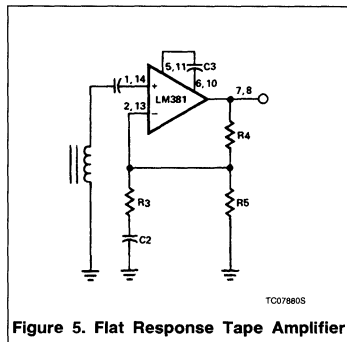 5, 11
C3
1, 14
+
6, 10
LM381
7, 8
2, 13
−
R4
R3
R5
C2
TC07880S
Figure 5. Flat Response Tape Amplifier